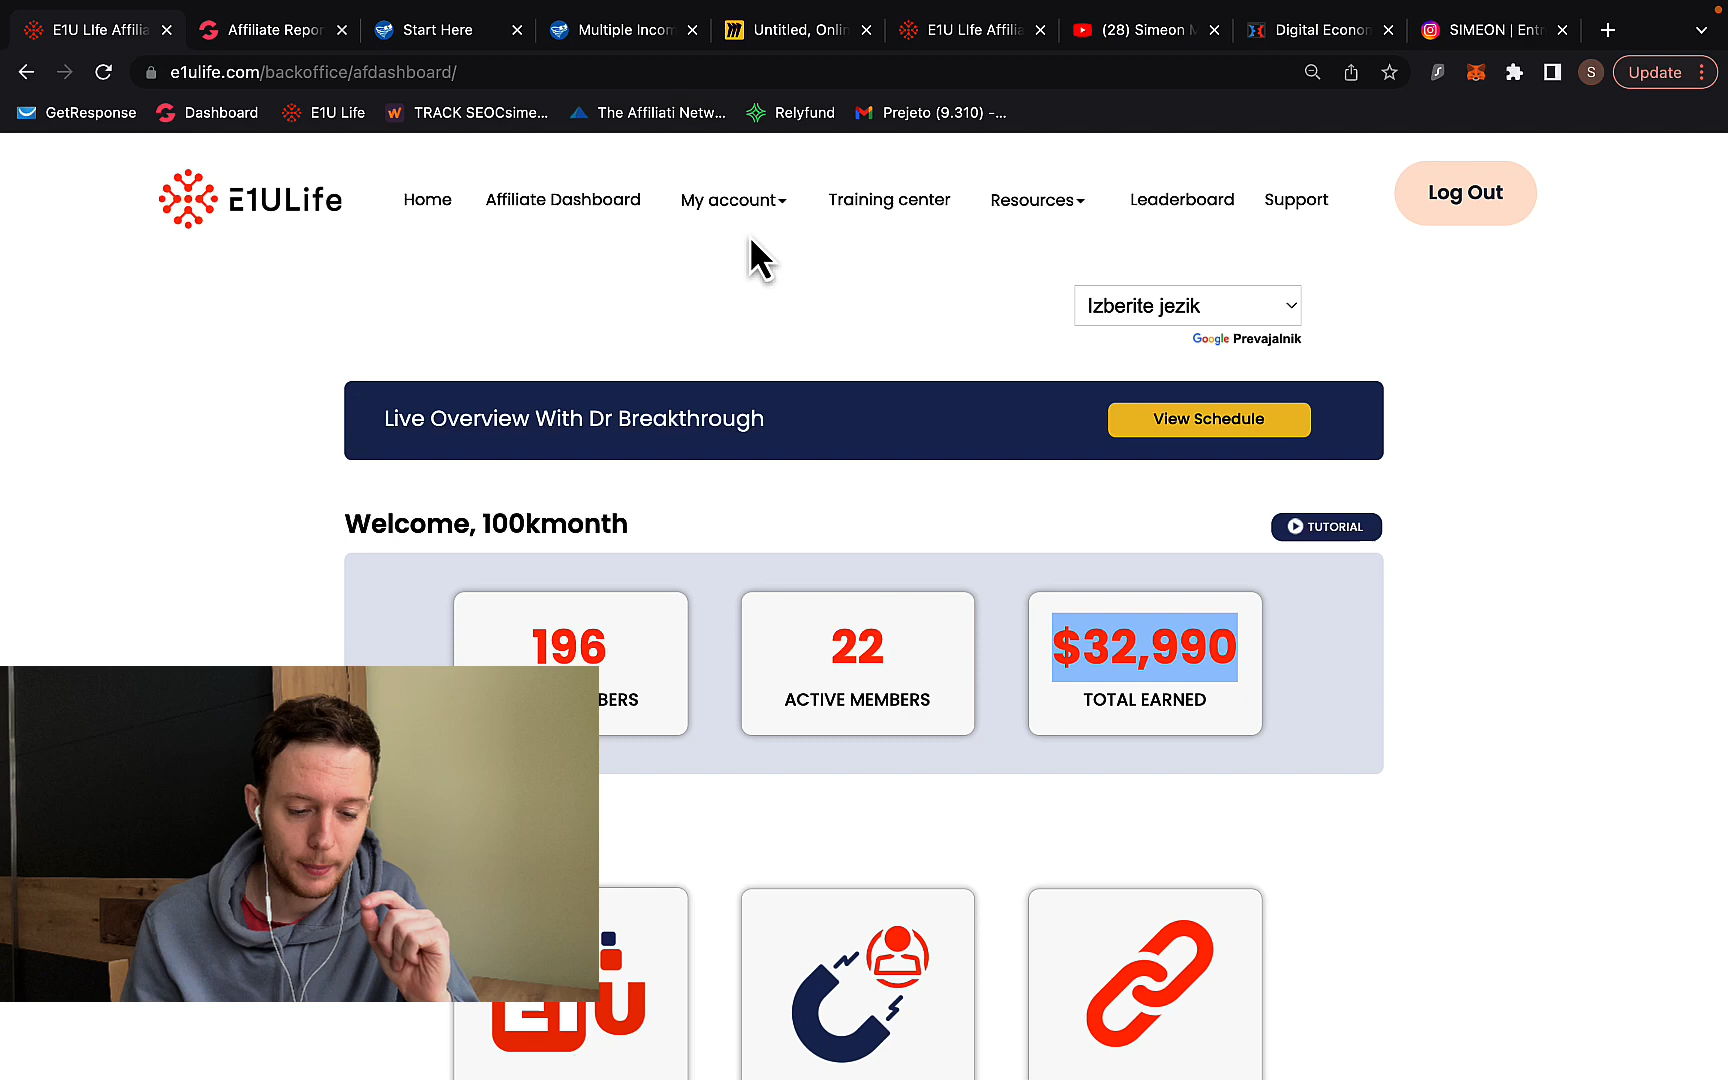 E1U LIfe Affilia
Affiliate Repor
Start Here
Multiple Incom
Untitled, Onlin
E1U LIfe Affilia
(28) Simeon M
Digital Econom
SIMEON | Entr
e1ulife.com/backoffice/afdashboard/
S
Update
GetResponse
Dashboard
E1U Life
TRACK SEOCsime...
The Affiliati Netw...
Relyfund
Prejeto (9.310) -...
E1ULife
Home
Affiliate Dashboard
My account
Training center
Resources
Leaderboard
Support
Log Out
Izberite jezik
Google Prevajalnik
Live Overview With Dr Breakthrough
View Schedule
Welcome, 100kmonth
TUTORIAL
196
BERS
22
ACTIVE MEMBERS
$32,990
TOTAL EARNED
E1U